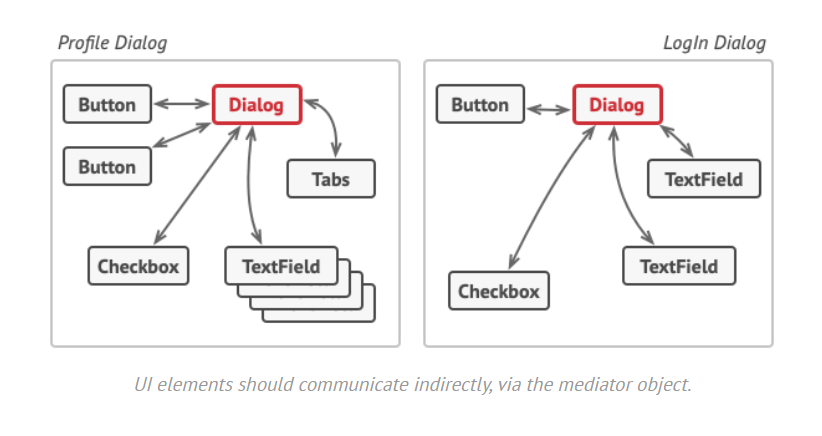 Profile Dialog
LogIn Dialog
Button
Dialog
Button
Tabs
Checkbox
TextField
Button
Dialog
TextField
TextField
Checkbox
UI elements should communicate indirectly, via the mediator object.